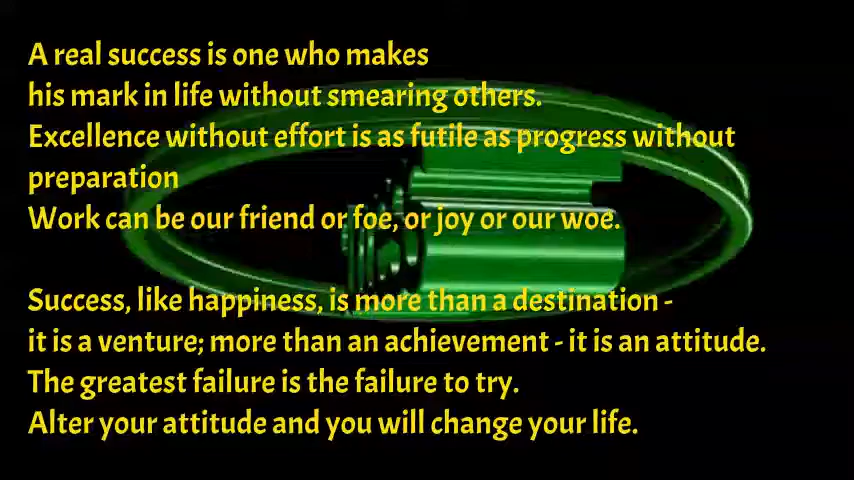 A real success is one who makes
his mark in life without smearing others.
Excellence without effort is as futile as progress without
preparation
Work can be our friend or foe, or joy or our woe.
Success, like happiness, is more than a destination -
it is a venture; more than an achievement - it is an attitude.
The greatest failure is the failure to try.
Alter your attitude and you will change your life.